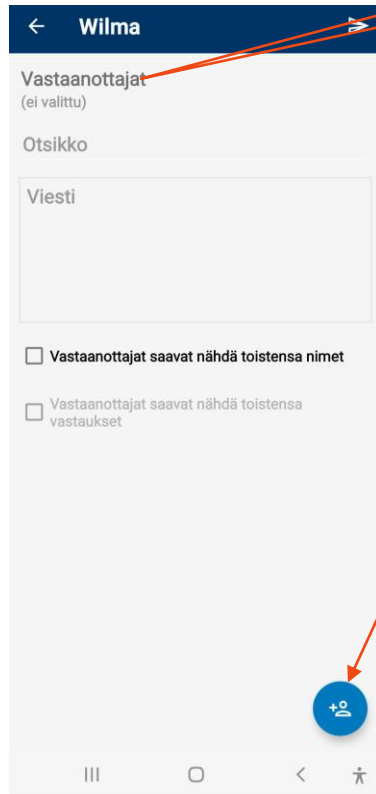 Wilma
Vastaanottajat
(ei valittu)
Otsikko
Viesti
Vastaanottajat saavat nähdä toistensa nimet
Vastaanottajat saavat nähdä toistensa
vastaukset